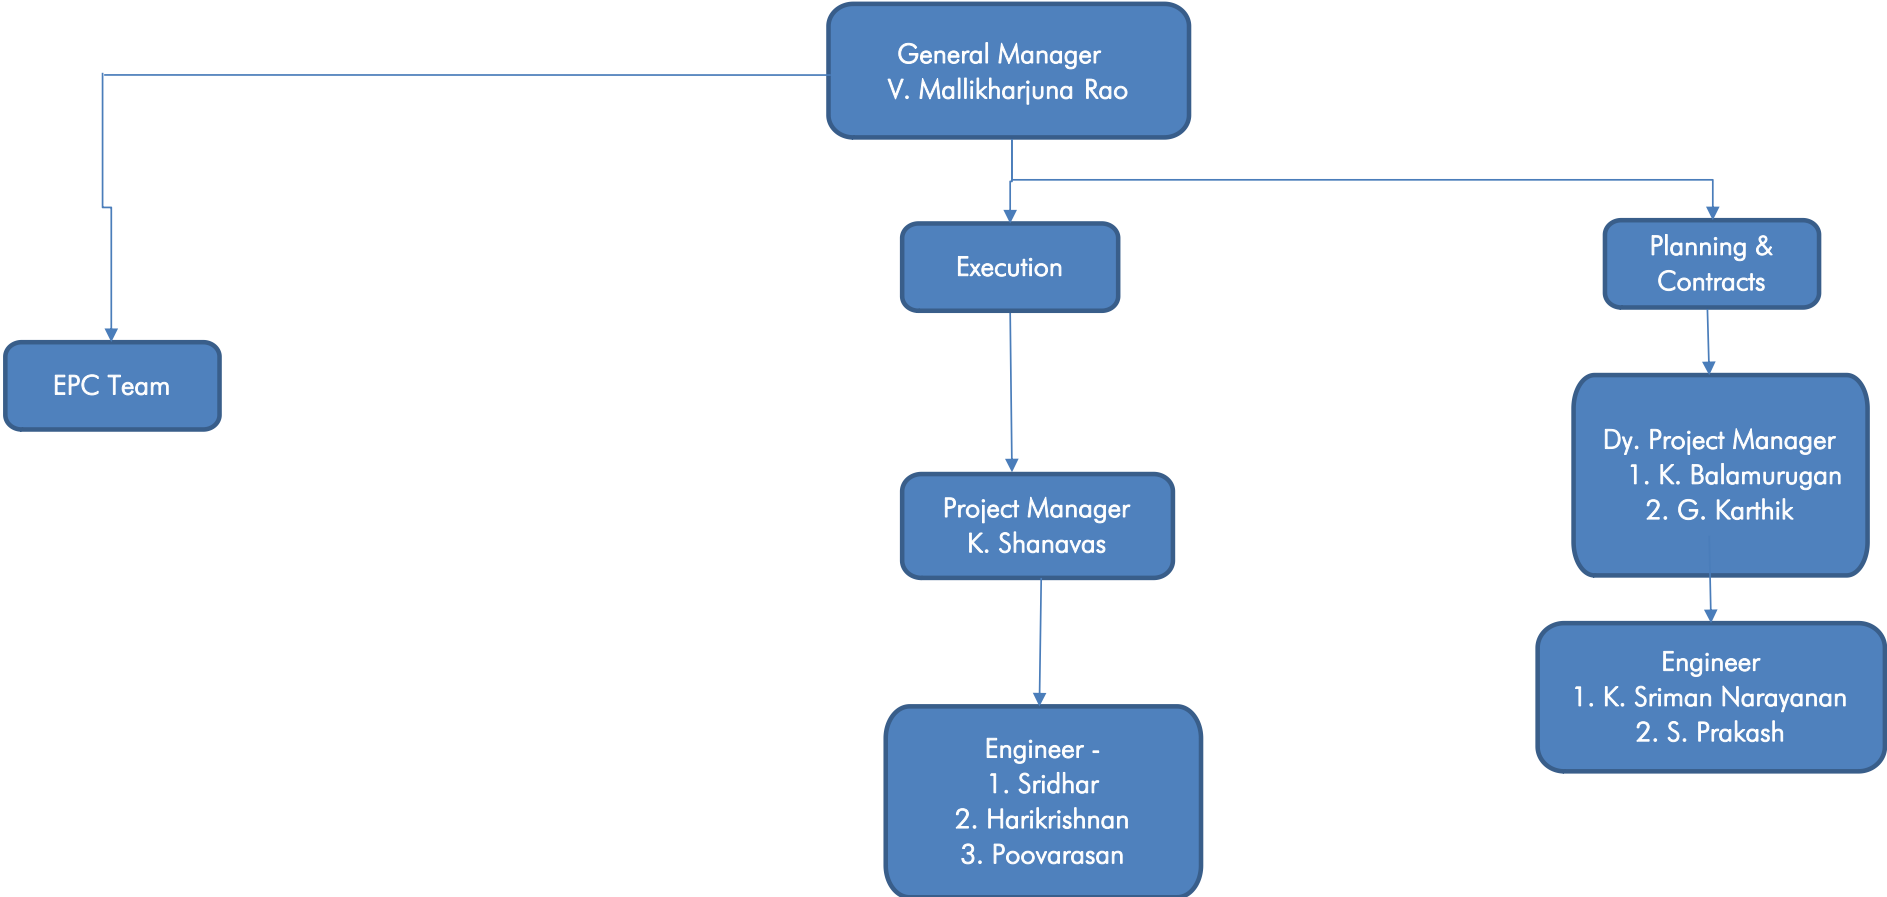 General Manager
V. Mallikharjuna Rao
Execution
Planning &
Contracts
EPC Team
Dy. Project Manager
1. K. Balamurugan
2. G. Karthik
Project Manager
K. Shanavas
Engineer
1. K. Sriman Narayanan
2. S. Prakash
Engineer -
1. Sridhar
2. Harikrishnan
3. Poovarasan